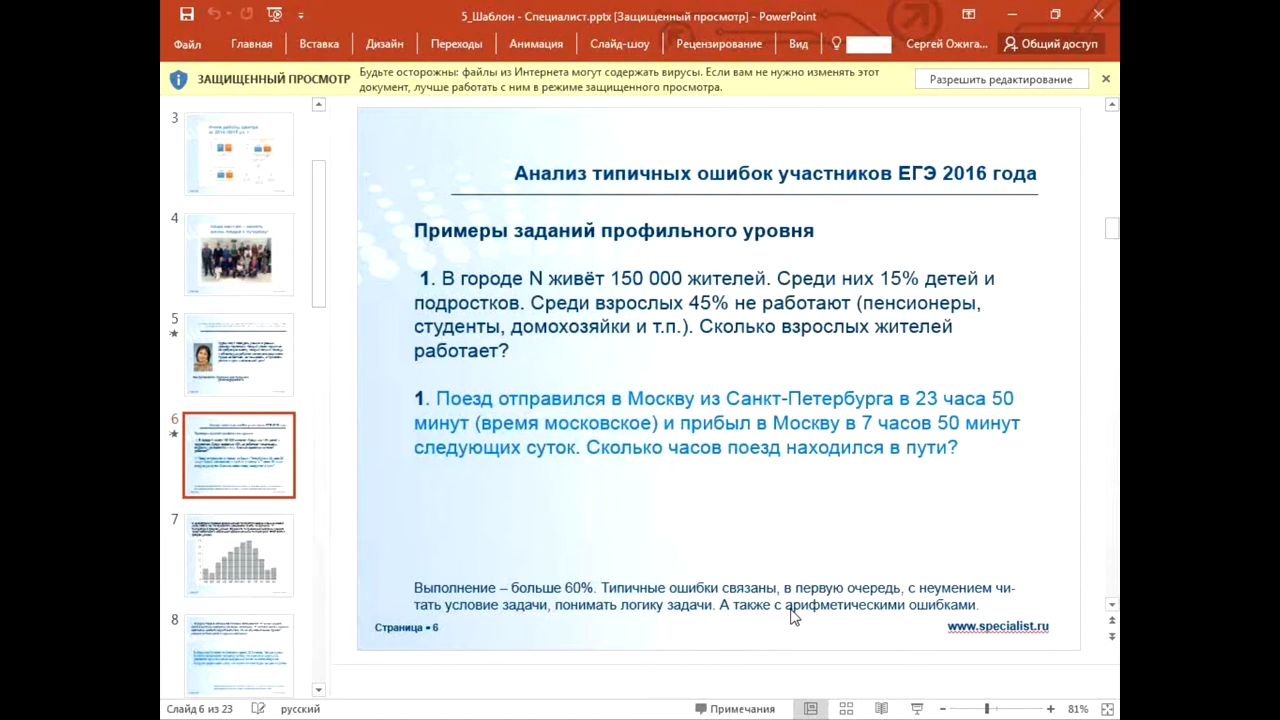 5_Шаблон - Специалист.pptx [Защищенный просмотр] - PowerPoint
Файл Главная Вставка Дизайн Переходы Анимация Слайд-шоу Рецензирование Вид Сергей Ожига... Общий доступ
ЗАЩИЩЕННЫЙ ПРОСМОТР
Будьте осторожны: файлы из Интернета могут содержать вирусы. Если вам не нужно изменять этот
документ, лучше работать с ним в режиме защищенного просмотра.
Разрешить редактирование
3
4
5
6
7
8
Анализ типичных ошибок участников ЕГЭ 2016 года
Примеры заданий профильного уровня
1. В городе N живёт 150 000 жителей. Среди них 15% детей и
подростков. Среди взрослых 45% не работают (пенсионеры,
студенты, домохозяйки и т.п.). Сколько взрослых жителей
работает?
1. Поезд отправился в Москву из Санкт-Петербурга в 23 часа 50
минут (время московское) и прибыл в Москву в 7 часов 50 минут
следующих суток. Сколько часов поезд находился в пути?
Выполнение – больше 60%. Типичные ошибки связаны, в первую очередь, с неумением чи-
тать условие задачи, понимать логику задачи. А также с арифметическими ошибками.
Страница • 6
www.specialist.ru
Слайд 6 из 23 русский Примечания 81%